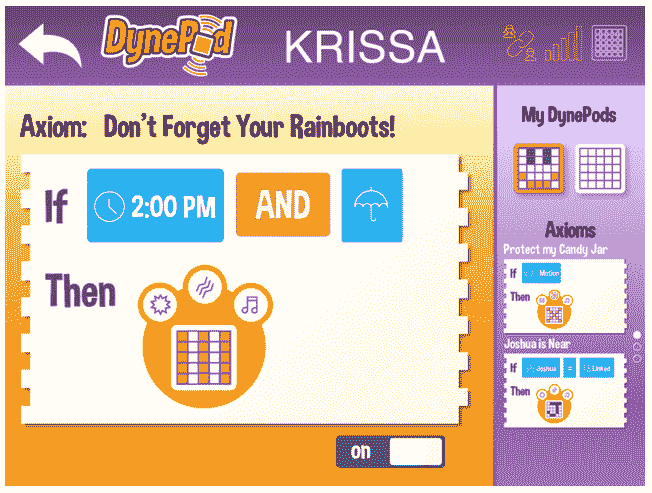 DynePod
KRISSA
Axiom: Don't Forget Your Rainboots!
If 2:00 PM AND
Then
on
My DynePods
Axioms
Protect my Candy Jar
If Motion
Then
Joshua is Near
If Joshua = Linked
Then